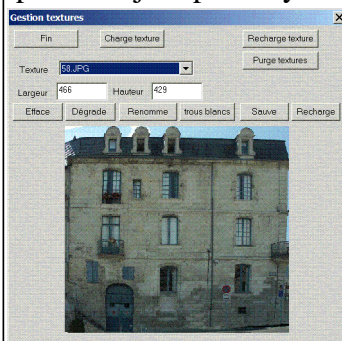 Gestion textures
Fin Charge texture Recharge texture
Purge textures
Texture 58.JPG
Largeur 466 Hauteur 429
Efface Dégrade Renomme trous blancs Sauve Recharge